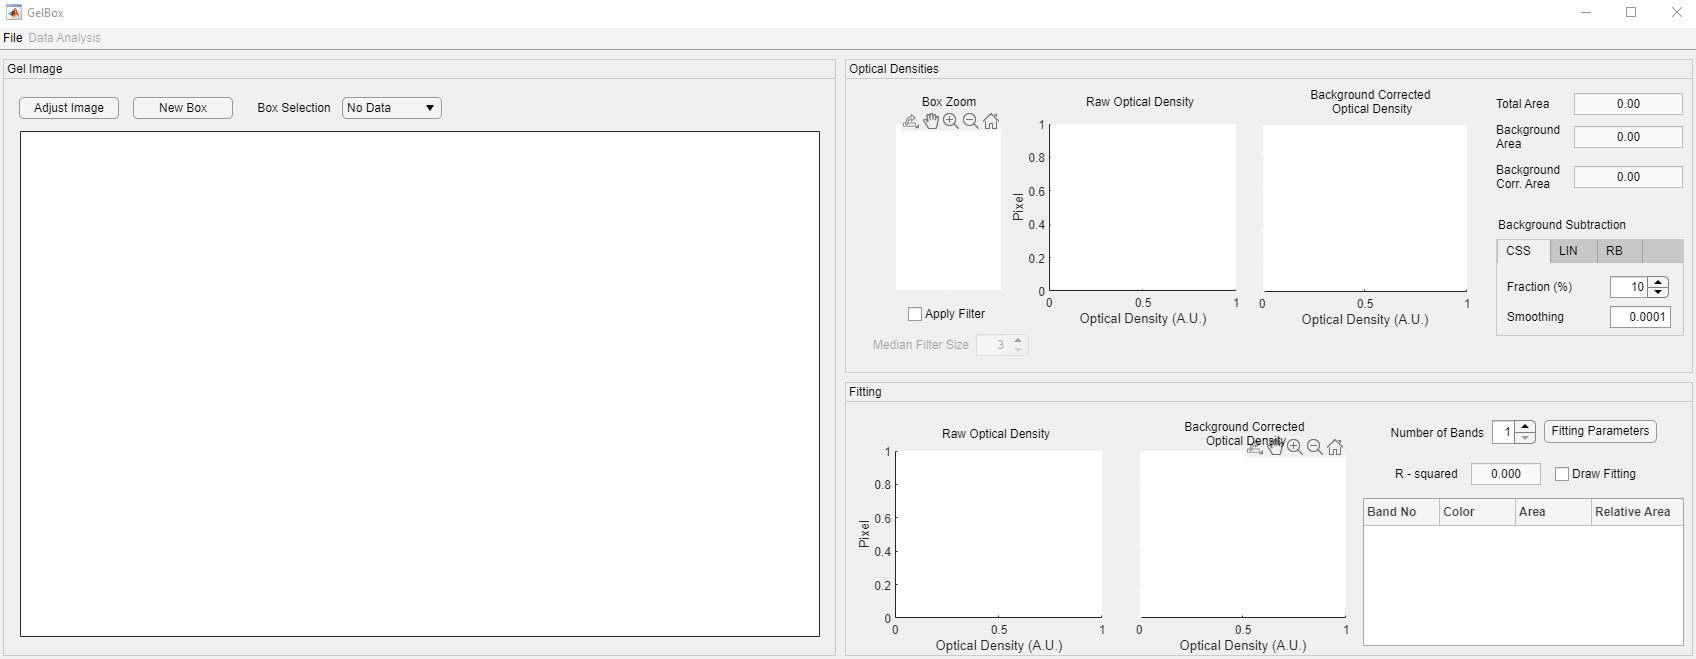 GelBox
File Data Analysis
Gel Image
Adjust Image New Box Box Selection No Data
Optical Densities
Box Zoom
Raw Optical Density
Pixel
1
0.8
0.6
0.4
0.2
0
0 0.5 1
Optical Density (A.U.)
Background Corrected
Optical Density
0 0.5 1
Optical Density (A.U.)
Apply Filter
Median Filter Size 3
Total Area 0.00
Background
Area
0.00
Background
Corr. Area
0.00
Background Subtraction
CSS LIN RB
Fraction (%) 10
Smoothing 0.0001
Fitting
Raw Optical Density
Pixel
1
0.8
0.6
0.4
0.2
0
0 0.5 1
Optical Density (A.U.)
Background Corrected
Optical Density
0 0.5 1
Optical Density (A.U.)
Number of Bands 1 Fitting Parameters
R - squared 0.000 Draw Fitting
Band No Color Area Relative Area